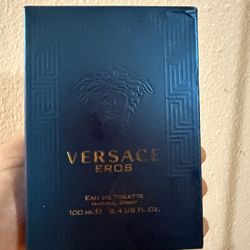 VERSACE
EROS
EAU DE TOILETTE
NATURAL SPRAY
100 ML ℮ 3.4 US FL.OZ.